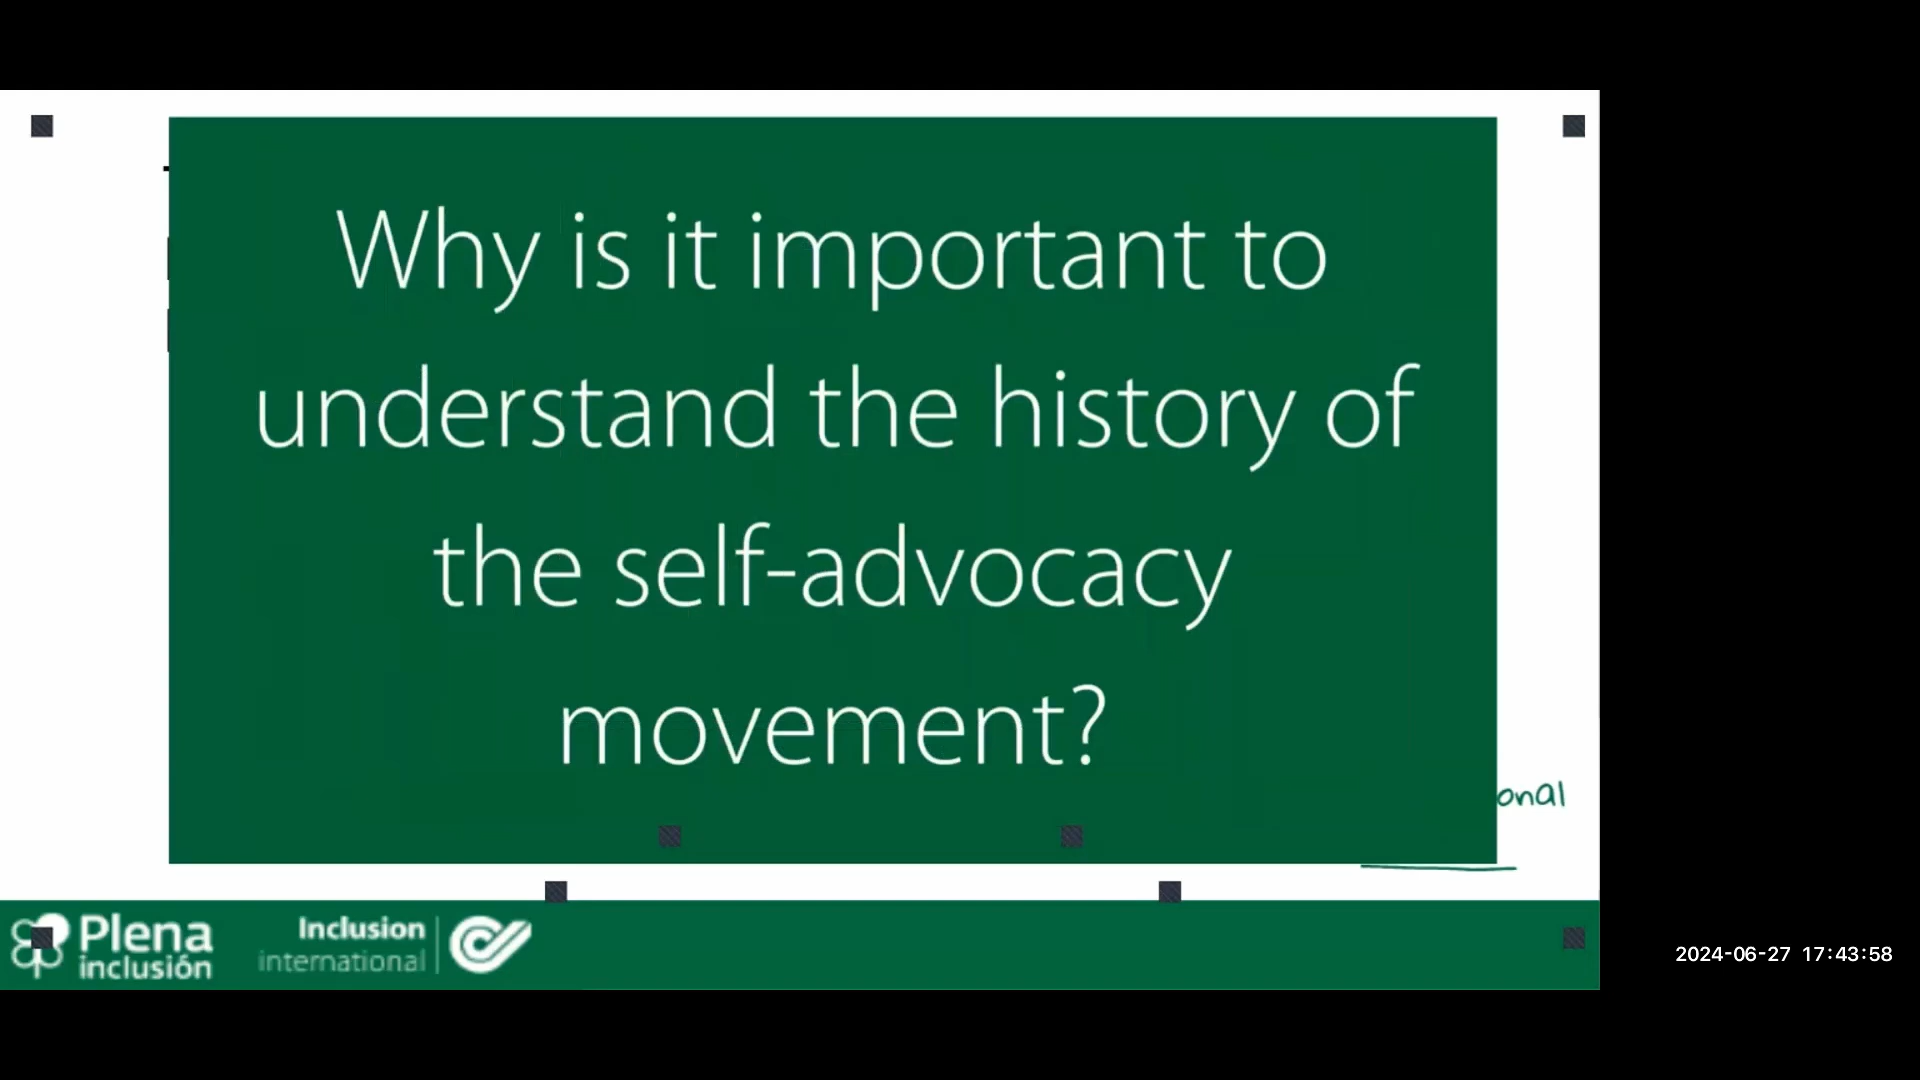 Why is it important to
understand the history of
the self-advocacy
movement?
onal
Plena
inclusión
Inclusion
international
2024-06-27 17:43:58